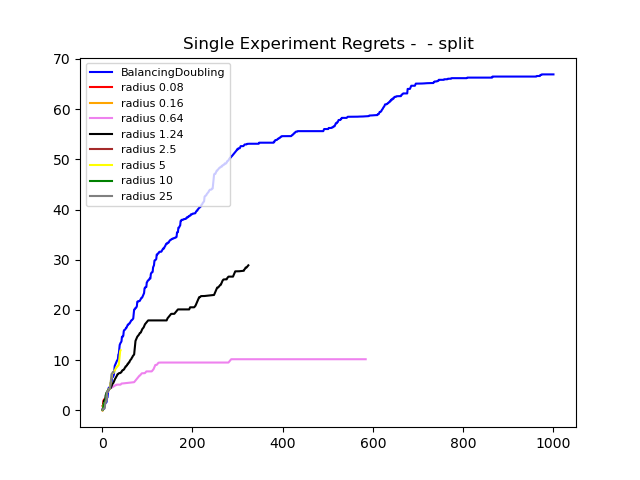 Single Experiment Regrets -  - split
70
60
50
40
30
20
10
0
BalancingDoubling
radius 0.08
radius 0.16
radius 0.64
radius 1.24
radius 2.5
radius 5
radius 10
radius 25
0 200 400 600 800 1000